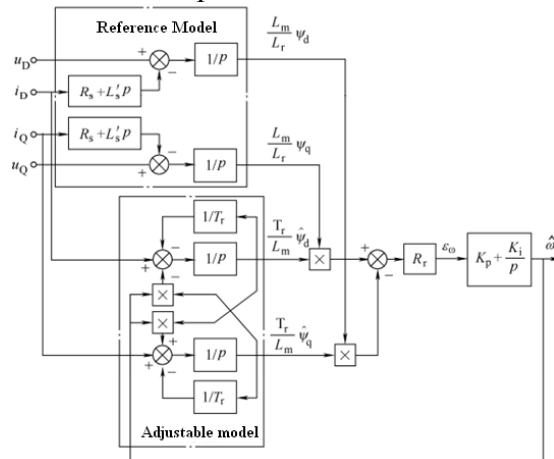 Reference Model
u_D
i_D
i_Q
u_Q
R_s + L'_s p
R_s + L'_s p
+
−
−
+
1/p
1/p
L_m/L_r ψ_d
L_m/L_r ψ_q
1/T_r
−
+
−
1/p
T_r/L_m ψ̂_d
×
×
×
+
+
−
1/p
T_r/L_m ψ̂_q
1/T_r
×
+
−
R_r
ε_ω
K_p + K_i/p
ω̂
Adjustable model